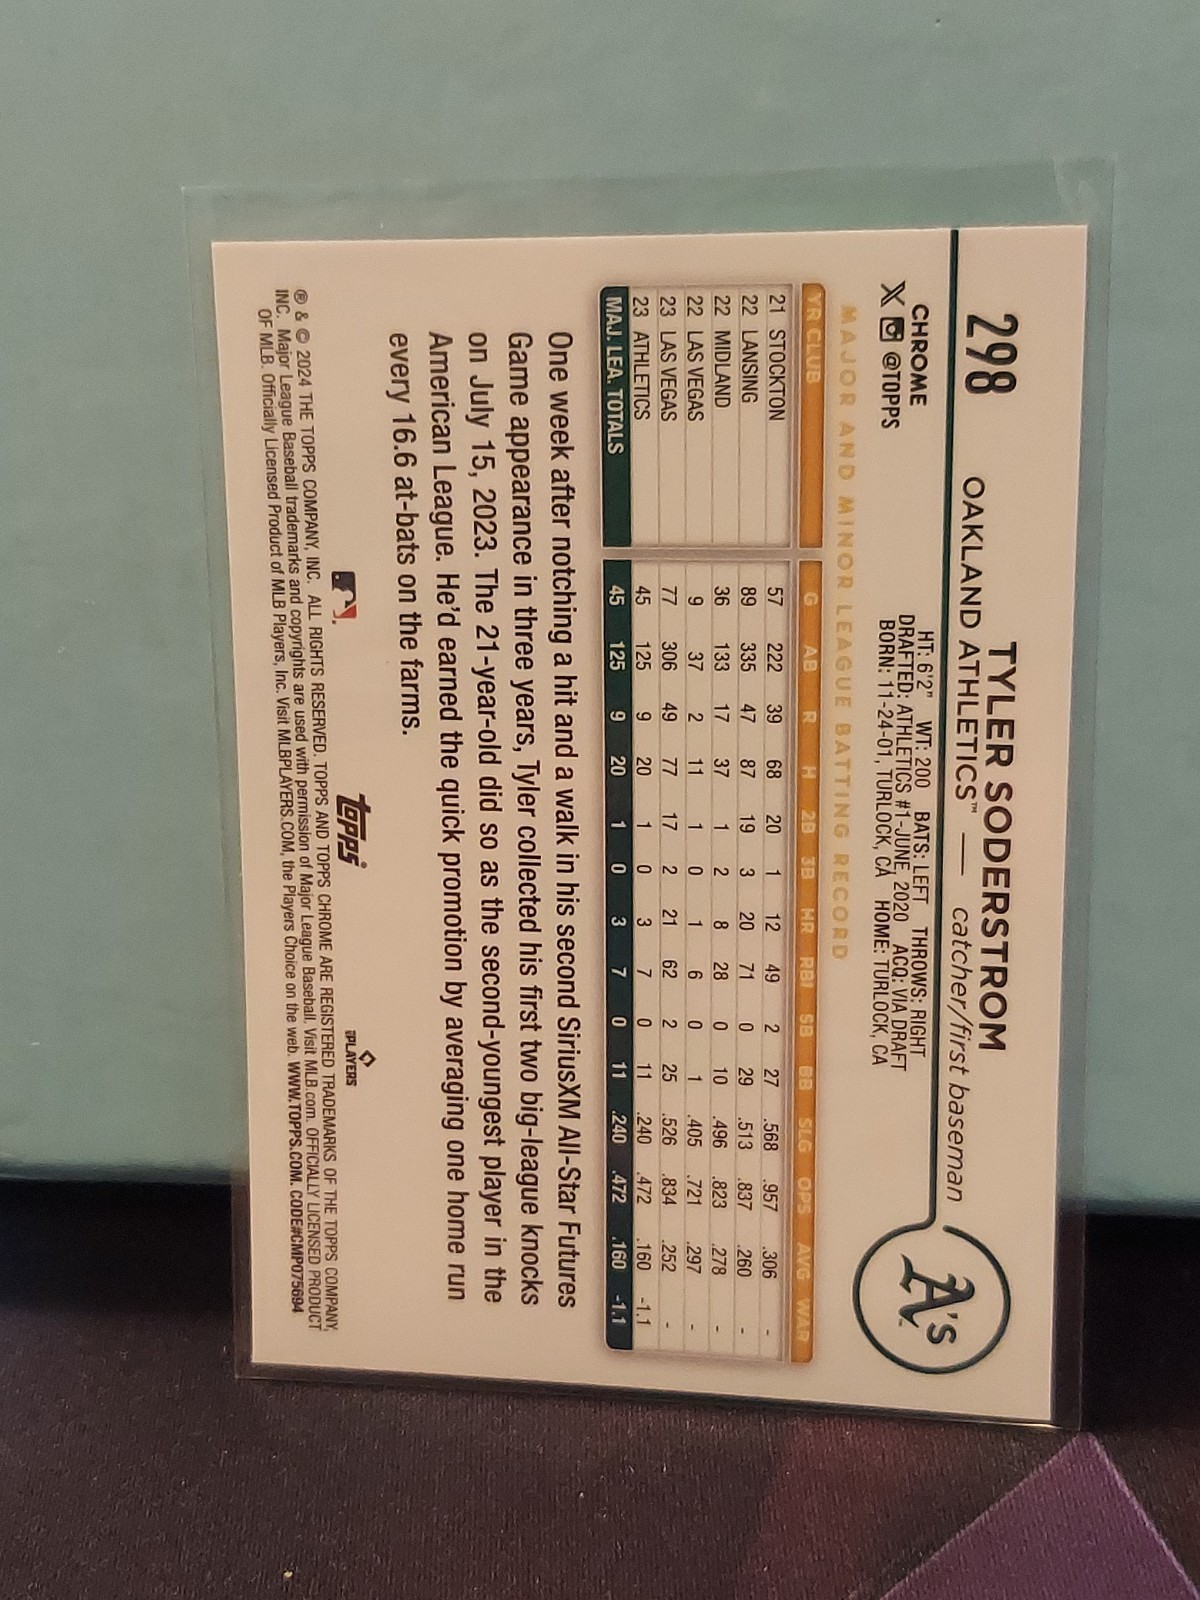 298
TYLER SODERSTROM
OAKLAND ATHLETICS™ — catcher/first baseman
A's
CHROME
X @TOPPS
HT: 6'2" WT: 200 BATS: LEFT THROWS: RIGHT
DRAFTED: ATHLETICS #1-JUNE, 2020 ACQ: VIA DRAFT
BORN: 11-24-01, TURLOCK, CA HOME: TURLOCK, CA
MAJOR AND MINOR LEAGUE BATTING RECORD
YR CLUB G AB R H 2B 3B HR RBI SB BB SLG OPS AVG WAR
21 STOCKTON 57 222 39 68 20 1 12 49 2 27 .568 .957 .306 -
22 LANSING 89 335 47 87 19 3 20 71 0 29 .513 .837 .260 -
22 MIDLAND 36 133 17 37 1 2 8 28 0 10 .496 .823 .278 -
22 LAS VEGAS 9 37 2 11 1 0 1 6 0 1 .405 .721 .297 -
23 LAS VEGAS 77 306 49 77 17 2 21 62 2 25 .526 .834 .252 -
23 ATHLETICS 45 125 9 20 1 0 3 7 0 11 .240 .472 .160 -1.1
MAJ. LEA. TOTALS 45 125 9 20 1 0 3 7 0 11 .240 .472 .160 -1.1
One week after notching a hit and a walk in his second SiriusXM All-Star Futures
Game appearance in three years, Tyler collected his first two big-league knocks
on July 15, 2023. The 21-year-old did so as the second-youngest player in the
American League. He'd earned the quick promotion by averaging one home run
every 16.6 at-bats on the farms.
topps
PLAYERS
® & © 2024 THE TOPPS COMPANY, INC. ALL RIGHTS RESERVED. TOPPS AND TOPPS CHROME ARE REGISTERED TRADEMARKS OF THE TOPPS COMPANY,
INC. Major League Baseball trademarks and copyrights are used with permission of Major League Baseball. Visit MLB.com. OFFICIALLY LICENSED PRODUCT
OF MLB. Officially Licensed Product of MLB Players, Inc. Visit MLBPLAYERS.COM, the Players Choice on the web. WWW.TOPPS.COM. CODE#CMP075694